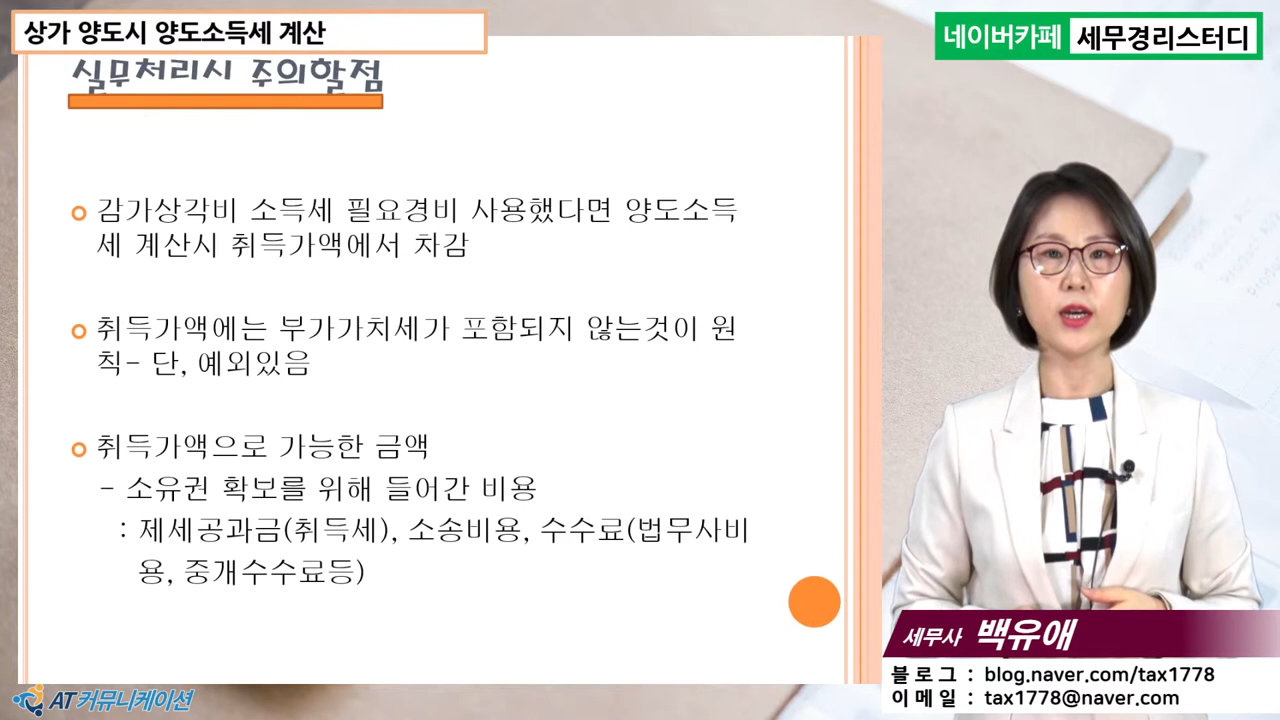 상가 양도시 양도소득세 계산
네이버카페 세무경리스터디
실무처리시 주의할점
감가상각비 소득세 필요경비 사용했다면 양도소득
세 계산시 취득가액에서 차감
취득가액에는 부가가치세가 포함되지 않는것이 원
칙- 단, 예외있음
취득가액으로 가능한 금액
- 소유권 확보를 위해 들어간 비용
: 제세공과금(취득세), 소송비용, 수수료(법무사비
용, 중개수수료등)
세무사 백유애
블로그 : blog.naver.com/tax1778
이메일 : tax1778@naver.com
AT커뮤니케이션